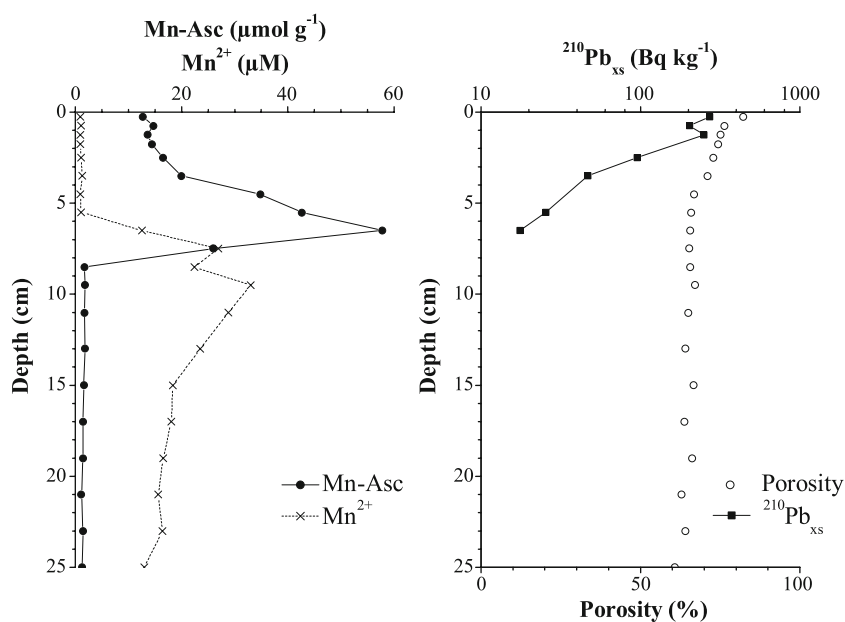 Mn-Asc (µmol g⁻¹)
Mn²⁺ (µM)
0 20 40 60
0
5
10
15
20
25
Depth (cm)
Mn-Asc
Mn²⁺
²¹⁰Pbₓₛ (Bq kg⁻¹)
10 100 1000
0
5
10
15
20
25
Depth (cm)
Porosity
²¹⁰Pbₓₛ
0 50 100
Porosity (%)